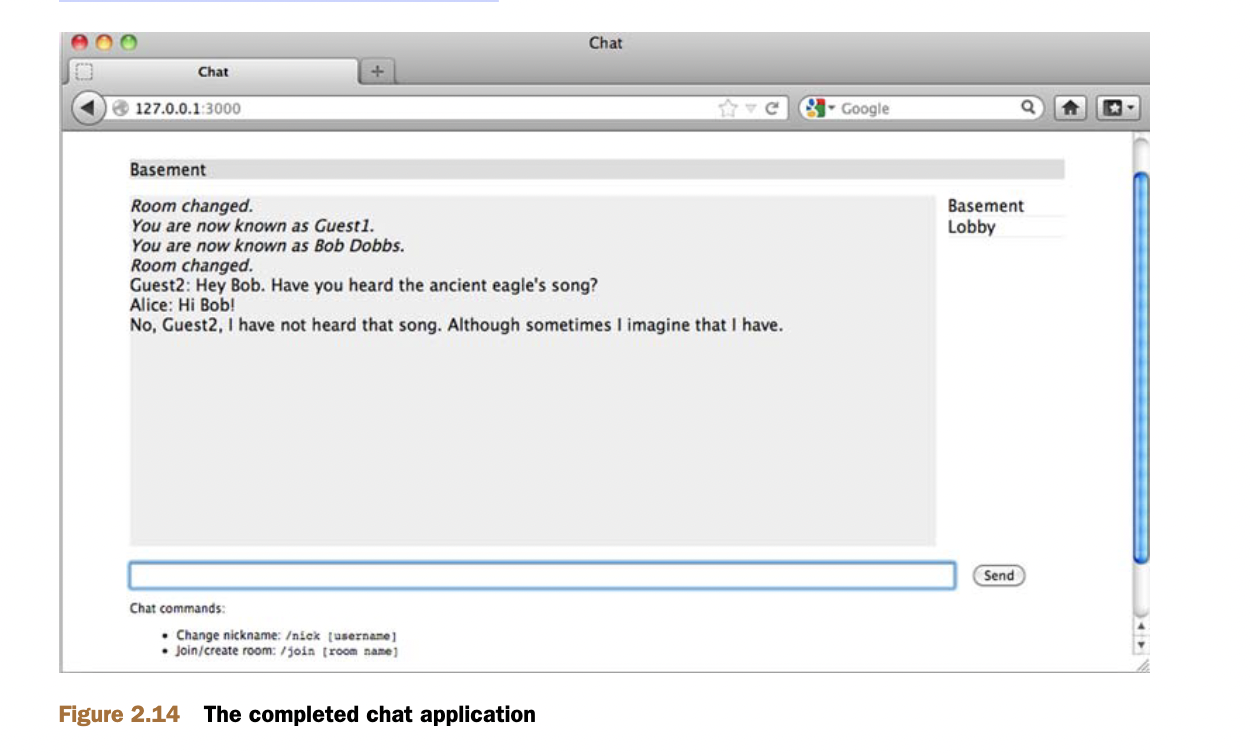 Chat
Chat
127.0.0.1:3000
Google
Basement
Room changed.
You are now known as Guest1.
You are now known as Bob Dobbs.
Room changed.
Guest2: Hey Bob. Have you heard the ancient eagle's song?
Alice: Hi Bob!
No, Guest2, I have not heard that song. Although sometimes I imagine that I have.
Basement
Lobby
Send
Chat commands:
• Change nickname: /nick [username]
• Join/create room: /join [room name]
Figure 2.14 The completed chat application